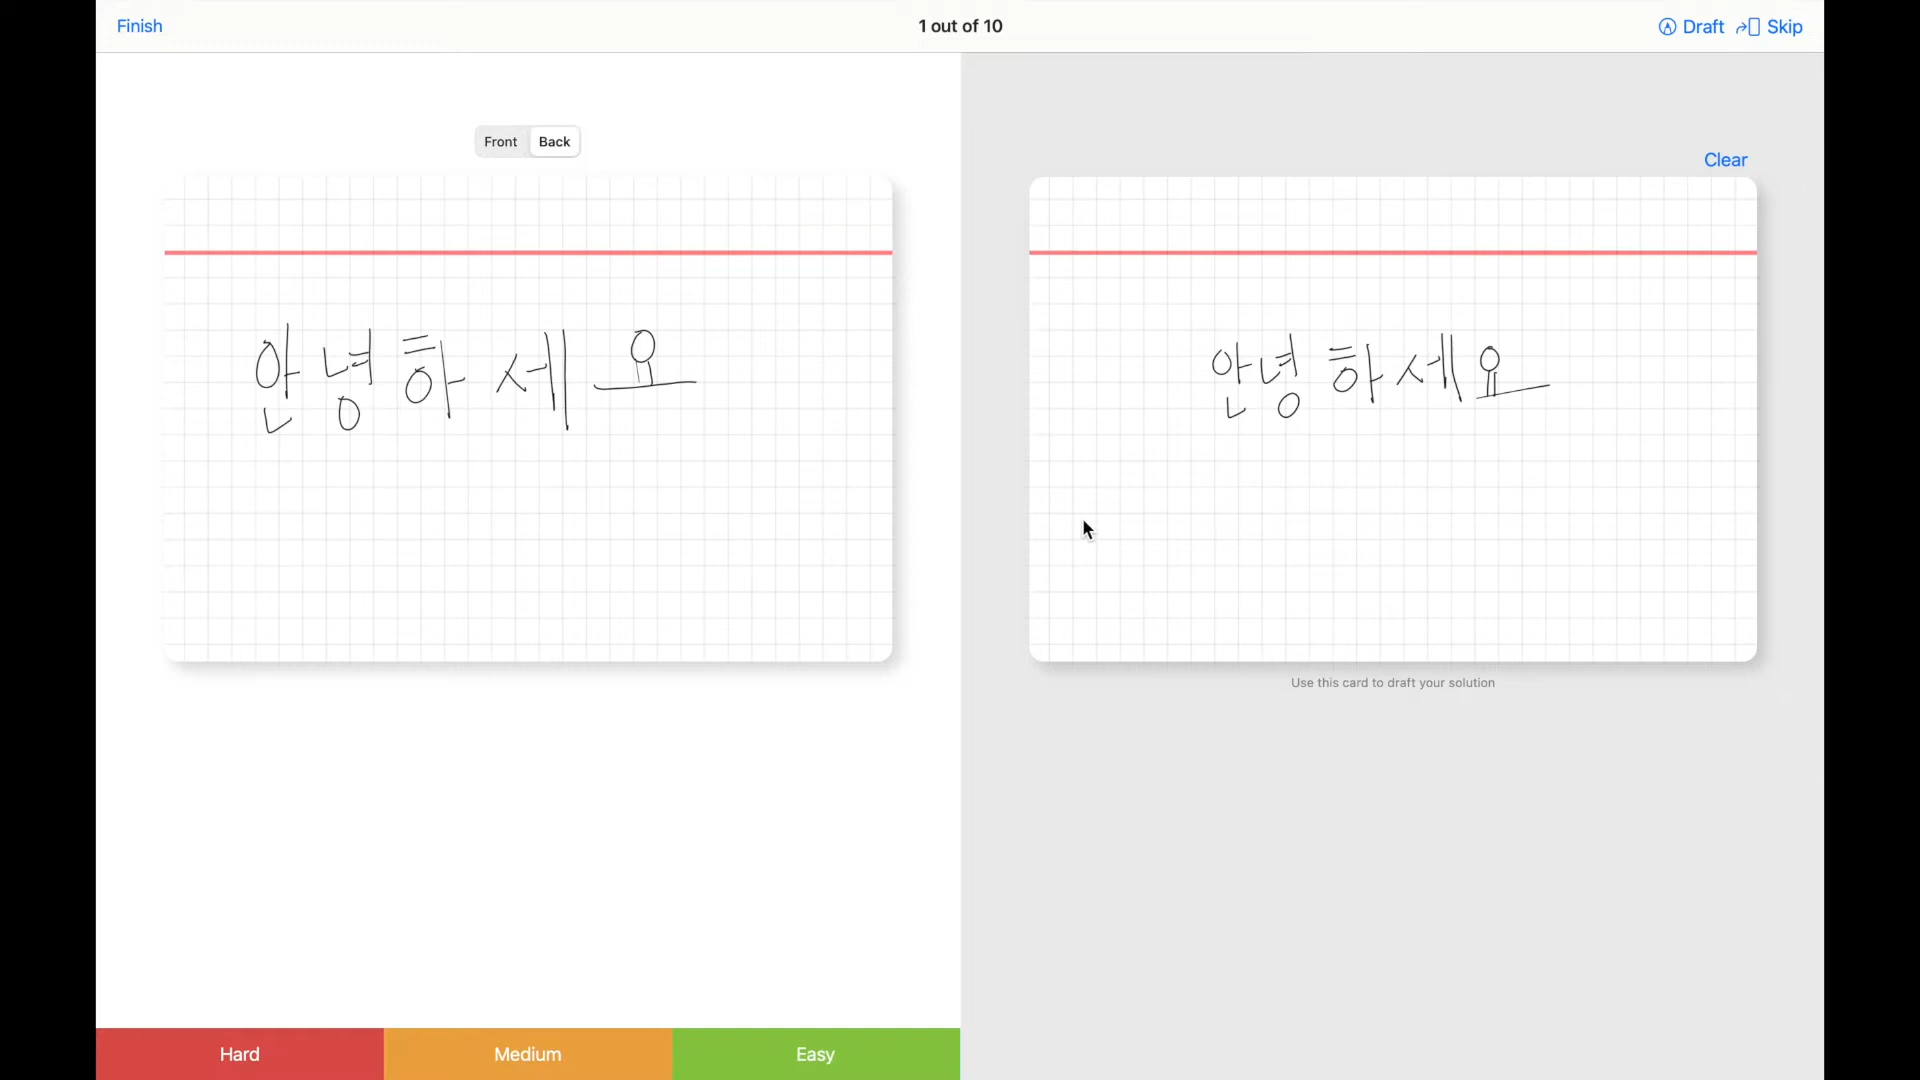 Finish
1 out of 10
Draft
Skip
Front
Back
Clear
안녕하세요
안녕하세요
Use this card to draft your solution
Hard
Medium
Easy